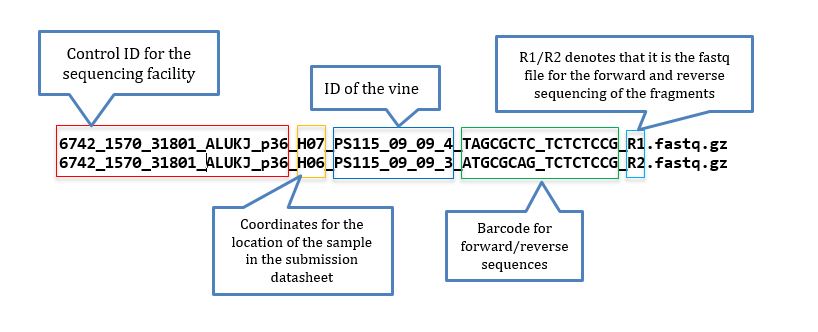 Control ID for the
sequencing facility
R1/R2 denotes that it is the fastq
file for the forward and reverse
sequencing of the fragments
ID of the vine
6742_1570_31801_ALUKJ_p36_H07_PS115_09_09_4_TAGCGCTC_TCTCTCCG_R1.fastq.gz
6742_1570_31801_ALUKJ_p36_H06_PS115_09_09_3_ATGCGCAG_TCTCTCCG_R2.fastq.gz
Coordinates for the
location of the sample
in the submission
datasheet
Barcode for
forward/reverse
sequences